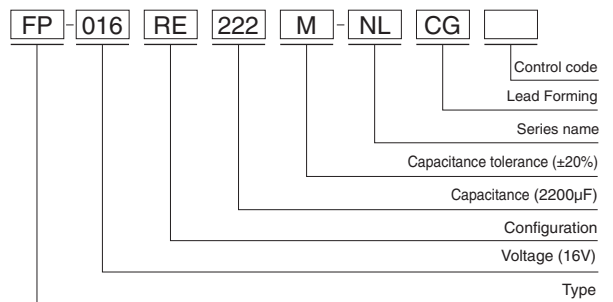 FP - 016 RE 222 M - NL CG
Control code
Lead Forming
Series name
Capacitance tolerance (±20%)
Capacitance (2200µF)
Configuration
Voltage (16V)
Type